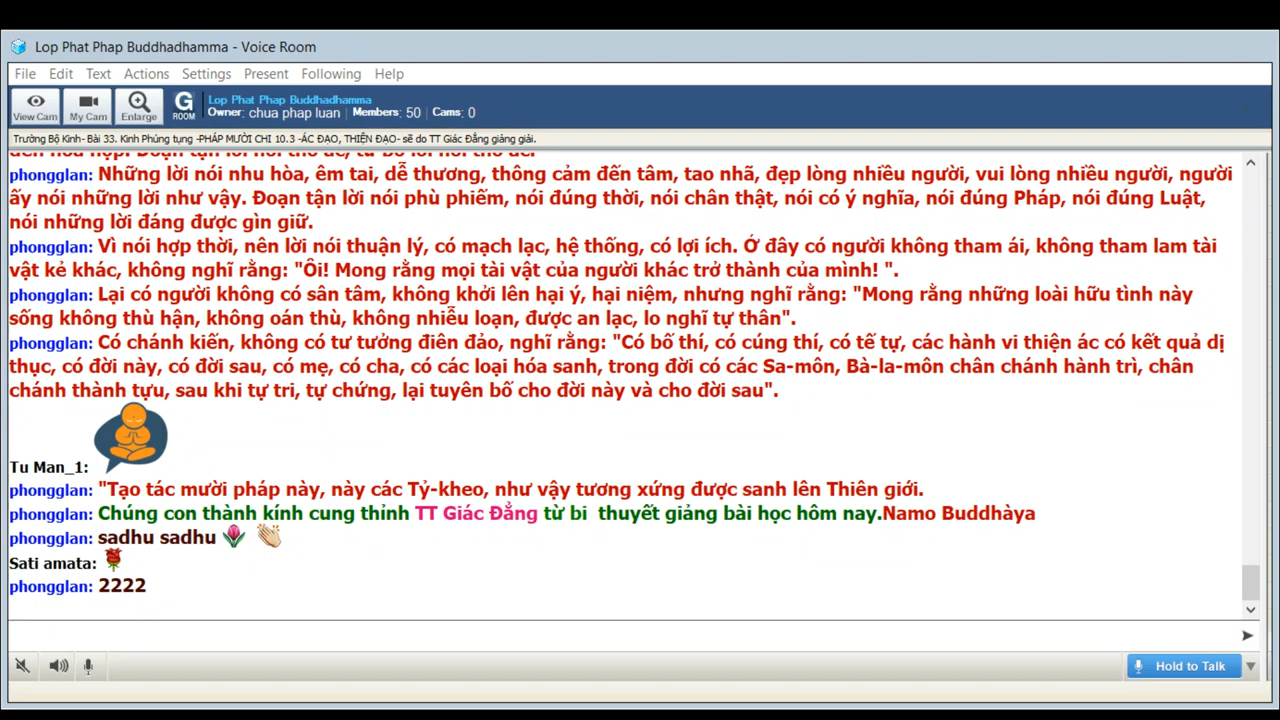 Lop Phat Phap Buddhadhamma - Voice Room
File Edit Text Actions Settings Present Following Help
View Cam My Cam Enlarge G ROOM
Lop Phat Phap Buddhadhamma
Owner: chua phap luan Members: 50 Cams: 0
Trường Bộ Kinh- Bài 33. Kinh Phúng tụng -PHÁP MƯỜI CHI 10.3 -ÁC ĐẠO, THIỆN ĐẠO- sẽ do TT Giác Đẳng giảng giải.
phongglan: Những lời nói nhu hòa, êm tai, dễ thương, thông cảm đến tâm, tao nhã, đẹp lòng nhiều người, vui lòng nhiều người, người
ấy nói những lời như vậy. Đoạn tận lời nói phù phiếm, nói đúng thời, nói chân thật, nói có ý nghĩa, nói đúng Pháp, nói đúng Luật,
nói những lời đáng được gìn giữ.
phongglan: Vì nói hợp thời, nên lời nói thuận lý, có mạch lạc, hệ thống, có lợi ích. Ở đây có người không tham ái, không tham lam tài
vật kẻ khác, không nghĩ rằng: "Ôi! Mong rằng mọi tài vật của người khác trở thành của mình! ".
phongglan: Lại có người không có sân tâm, không khởi lên hại ý, hại niệm, nhưng nghĩ rằng: "Mong rằng những loài hữu tình này
sống không thù hận, không oán thù, không nhiễu loạn, được an lạc, lo nghĩ tự thân".
phongglan: Có chánh kiến, không có tư tưởng điên đảo, nghĩ rằng: "Có bố thí, có cúng thí, có tế tự, các hành vi thiện ác có kết quả dị
thục, có đời này, có đời sau, có mẹ, có cha, có các loại hóa sanh, trong đời có các Sa-môn, Bà-la-môn chân chánh hành trì, chân
chánh thành tựu, sau khi tự tri, tự chứng, lại tuyên bố cho đời này và cho đời sau".
Tu Man_1:
phongglan: "Tạo tác mười pháp này, này các Tỷ-kheo, như vậy tương xứng được sanh lên Thiên giới.
phongglan: Chúng con thành kính cung thỉnh TT Giác Đẳng từ bi thuyết giảng bài học hôm nay.Namo Buddhàya
phongglan: sadhu sadhu
Sati amata:
phongglan: 2222
Hold to Talk